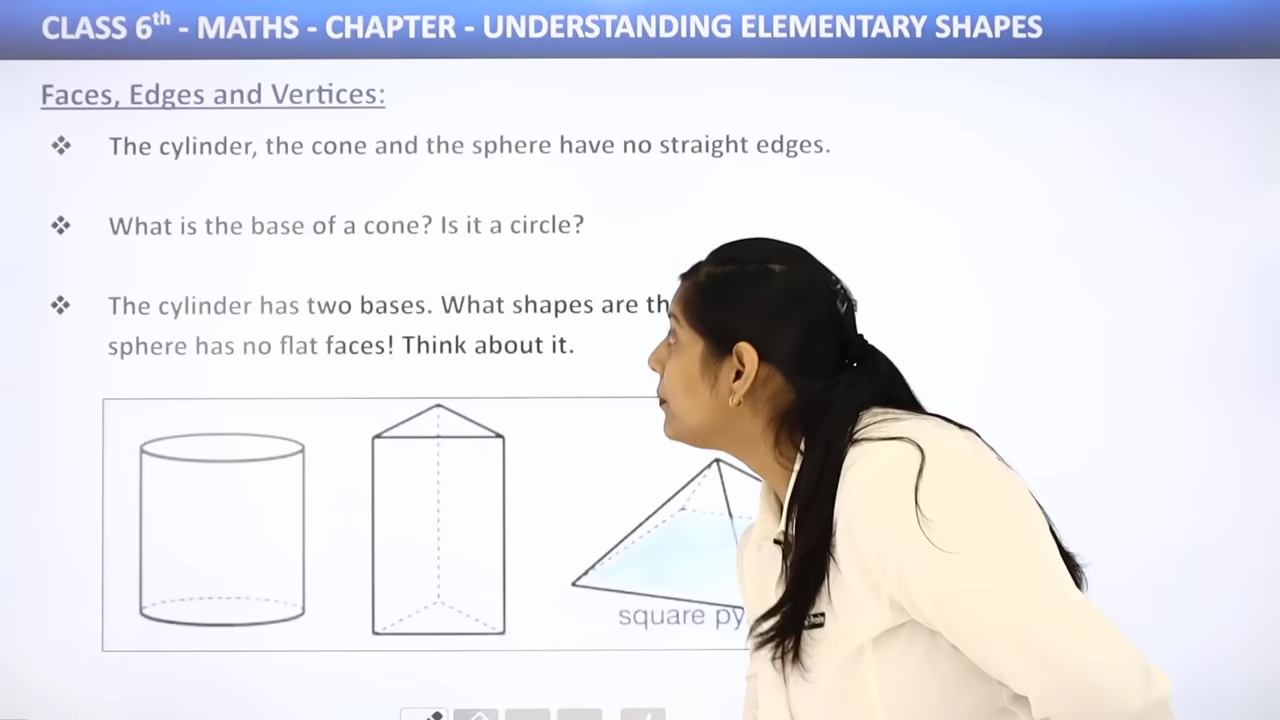 CLASS 6th - MATHS - CHAPTER - UNDERSTANDING ELEMENTARY SHAPES
Faces, Edges and Vertices:
❖ The cylinder, the cone and the sphere have no straight edges.
❖ What is the base of a cone? Is it a circle?
❖ The cylinder has two bases. What shapes are th
sphere has no flat faces! Think about it.
square py